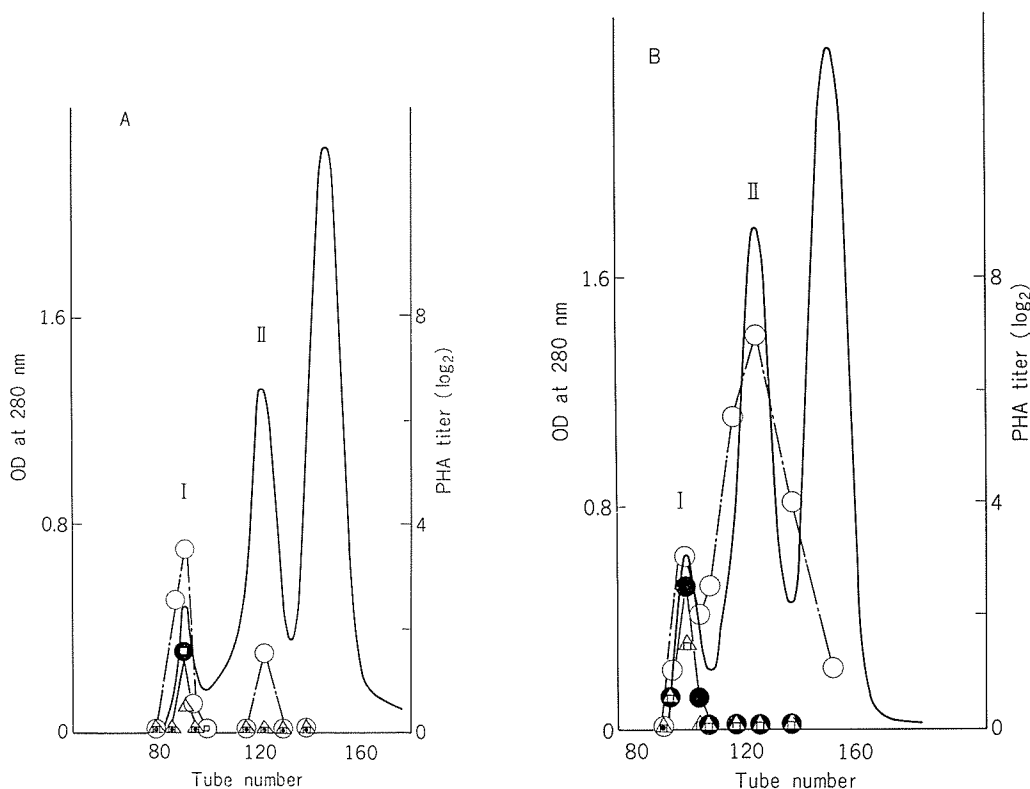 A
I
II
1.6
0.8
0
8
4
0
80 120 160
OD at 280 nm
PHA titer (log2)
Tube number
B
I
II
1.6
0.8
0
8
4
0
80 120 160
OD at 280 nm
PHA titer (log2)
Tube number